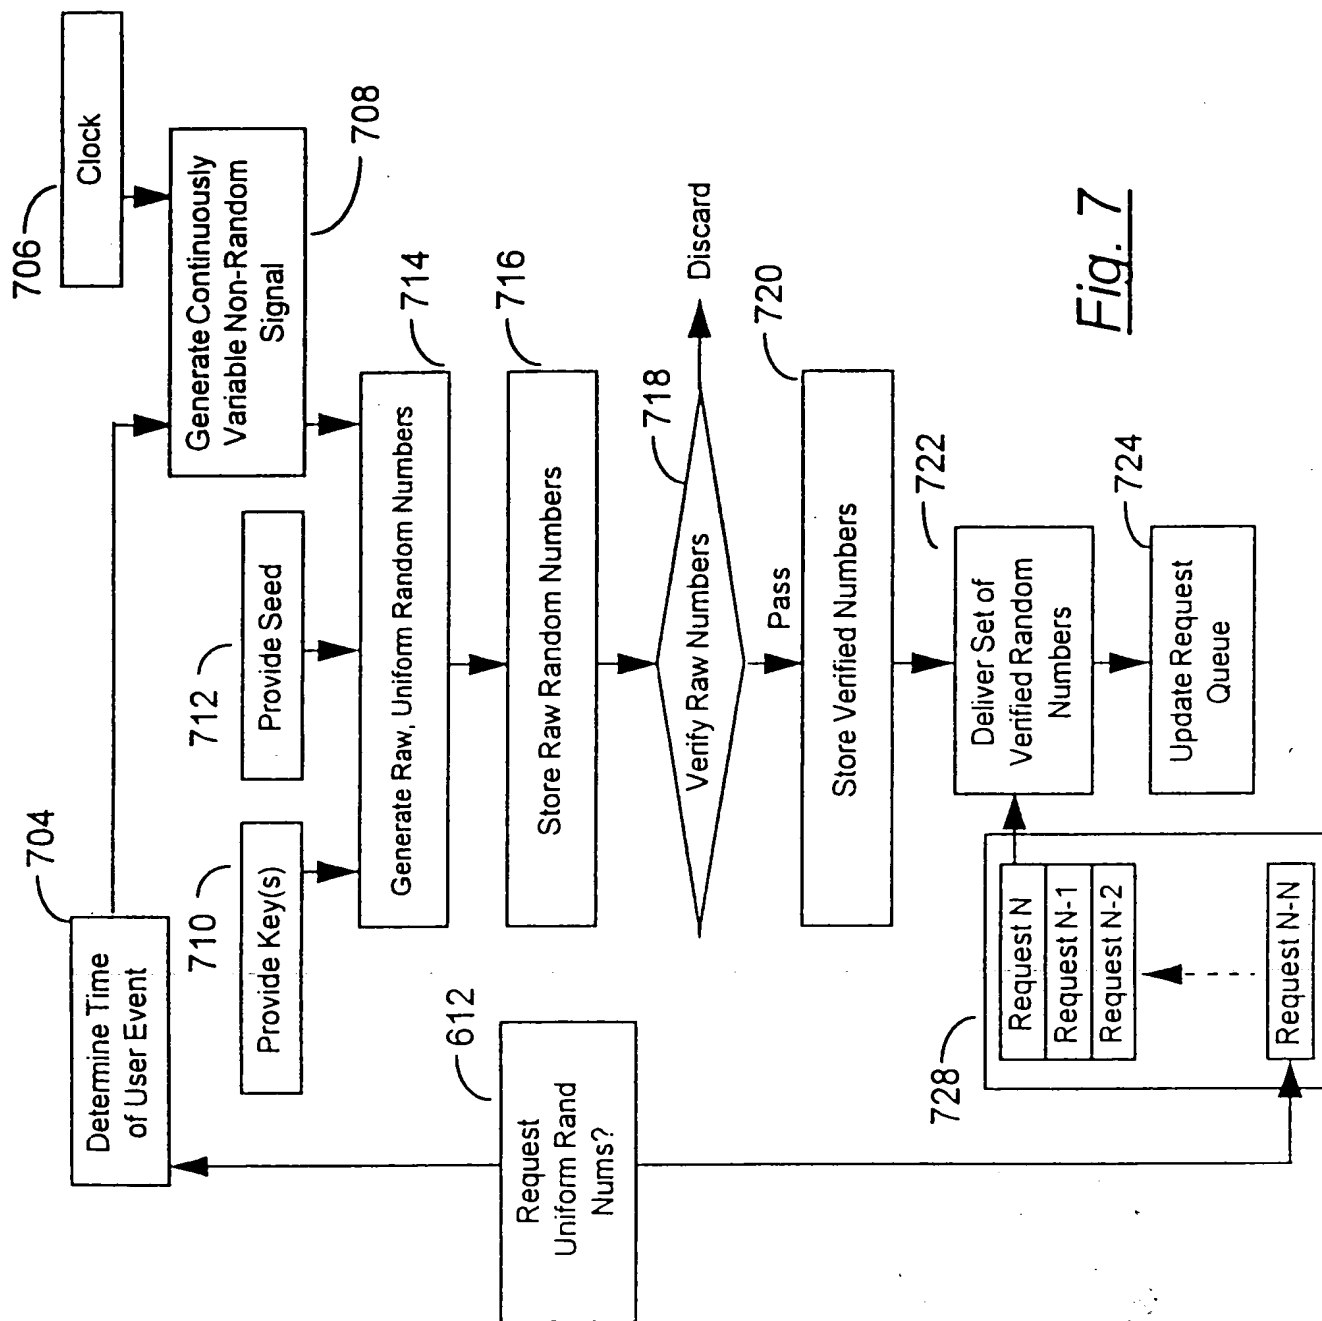 706
Clock
Generate Continuously
Variable Non-Random
Signal
708
704
Determine Time
of User Event
710
Provide Key(s)
712
Provide Seed
714
Generate Raw, Uniform Random Numbers
716
Store Raw Random Numbers
612
Request
Uniform Rand
Nums?
718
Verify Raw Numbers
Discard
Pass
720
Store Verified Numbers
722
Deliver Set of
Verified Random
Numbers
724
Update Request
Queue
728
Request N
Request N-1
Request N-2
Request N-N
Fig. 7